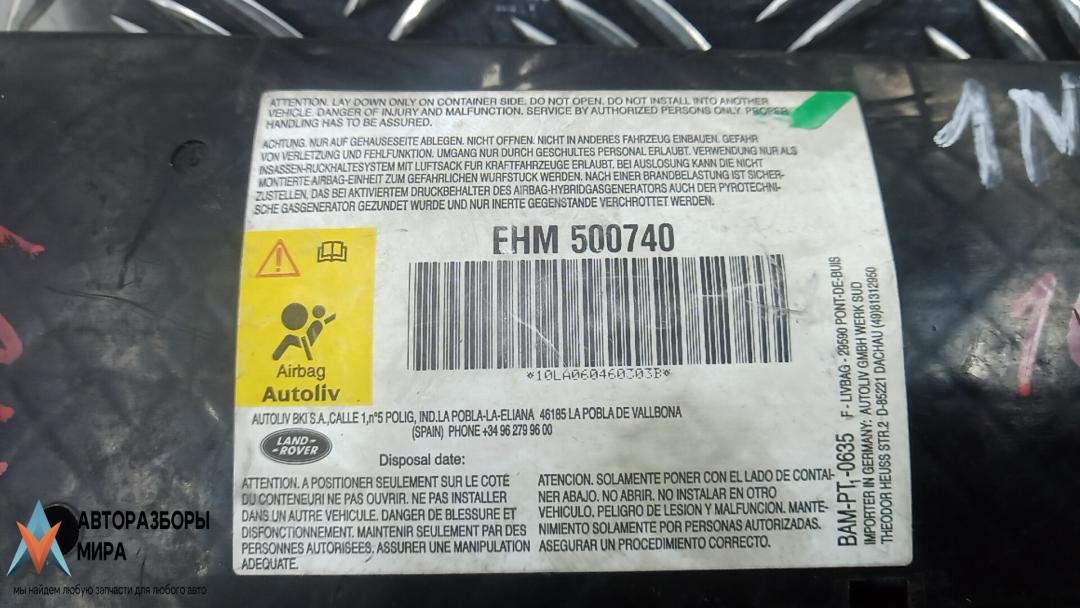 ATTENTION. LAY DOWN ONLY ON CONTAINER SIDE. DO NOT OPEN. DO NOT INSTALL INTO ANOTHER
VEHICLE. DANGER OF INJURY AND MALFUNCTION. SERVICE BY AUTHORIZED PERSONS ONLY. PROPER
HANDLING HAS TO BE ASSURED.
ACHTUNG. NUR AUF GEHAUSESEITE ABLEGEN. NICHT OFFNEN. NICHT IN ANDERES FAHRZEUG EINBAUEN. GEFAHR
VON VERLETZUNG UND FEHLFUNKTION. UMGANG NUR DURCH GESCHULTES PERSONAL ERLAUBT. VERWENDUNG NUR ALS
INSASSEN-RUCKHALTESYSTEM MIT LUFTSACK FUR KRAFTFAHRZEUGE ERLAUBT. BEI AUSLOSUNG KANN DIE NICHT
MONTIERTE AIRBAG-EINHEIT ZUM GEFAHRLICHEN WURFSTUCK WERDEN. NACH EINER BRANDBELASTUNG IST SICHER-
ZUSTELLEN, DAS BEI AKTIVIERTEM DRUCKBEHALTER DES AIRBAG-HYBRIDGASGENERATORS AUCH DER PYROTECHNI-
SCHE GASGENERATOR GEZUNDET WURDE UND NUR INERTE GEGENSTANDE VERCHROTTET WERDEN.
EHM 500740
*10LA060460303B*
Airbag
Autoliv
AUTOLIV BKI S.A.,CALLE 1,nº5 POLIG, IND.LA POBLA-LA-ELIANA 46185 LA POBLA DE VALLBONA
(SPAIN) PHONE +34 96 279 96 00
LAND-
-ROVER
Disposal date:
ATTENTION. A POSITIONER SEULEMENT SUR LE COTÉ
DU CONTENEUR! NE PAS OUVRIR. NE PAS INSTALLER
DANS UN AUTRE VEHICULE. DANGER DE BLESSURE ET
DISFONCTIONNEMENT. MAINTENIR SEULEMENT PAR DES
PERSONNES AUTORISÉES. ASSURER UNE MANIPULATION
ADEQUATE.
ATENCION. SOLAMENTE PONER CON EL LADO DE CONTAI-
NER ABAJO. NO ABRIR. NO INSTALAR EN OTRO
VEHICULO, PELIGRO DE LESION Y MALFUNCION. MANTE-
NIMIENTO SOLAMENTE POR PERSONAS AUTORIZADAS.
ASEGURAR UN PROCEDIMIENTO CORRECTO.
BAM-PT₁-0635 F - LIVBAG - 29590 PONT-DE-BUIS
IMPORTER IN GERMANY: AUTOLIV GMBH WERK SUD
THEODOR HEUSS STR.2 D-85221 DACHAU (49)81312950
1N
АВТОРАЗБОРЫ
МИРА
мы найдем любую запчасти для любого авто